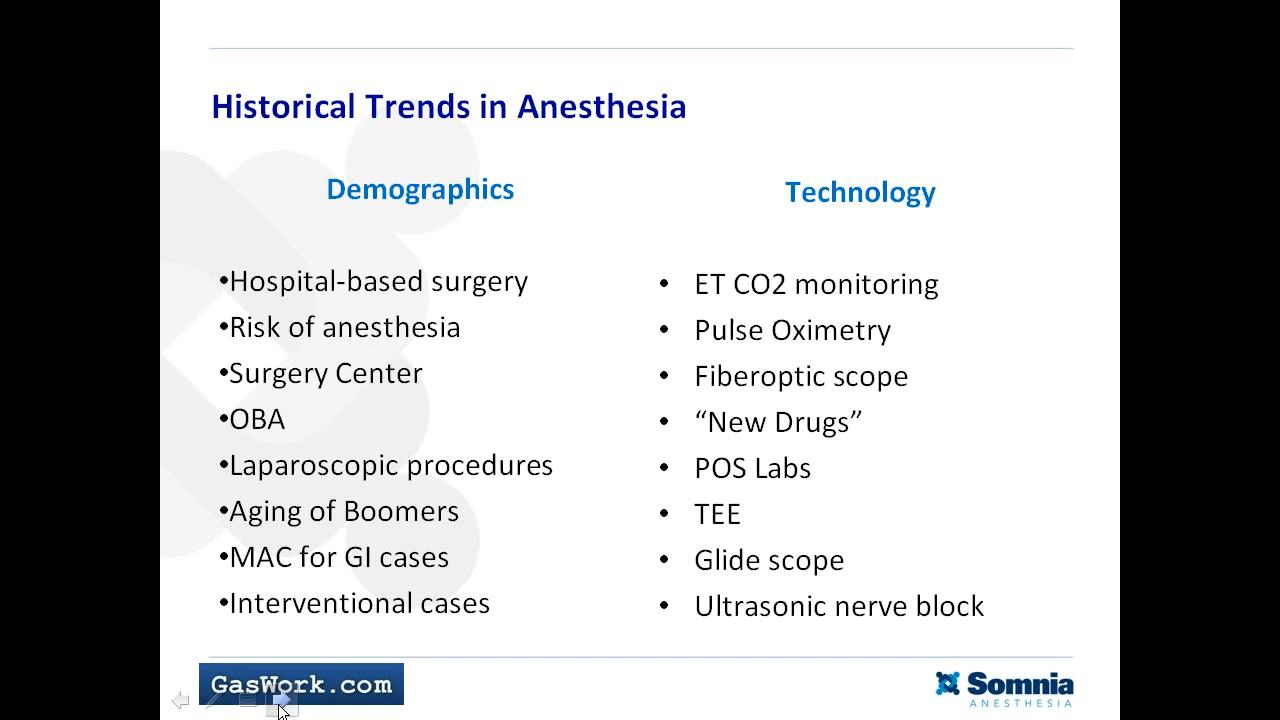 Historical Trends in Anesthesia
Demographics
•Hospital-based surgery
•Risk of anesthesia
•Surgery Center
•OBA
•Laparoscopic procedures
•Aging of Boomers
•MAC for GI cases
•Interventional cases
Technology
• ET CO2 monitoring
• Pulse Oximetry
• Fiberoptic scope
• “New Drugs”
• POS Labs
• TEE
• Glide scope
• Ultrasonic nerve block
GasWork.com
Somnia
ANESTHESIA